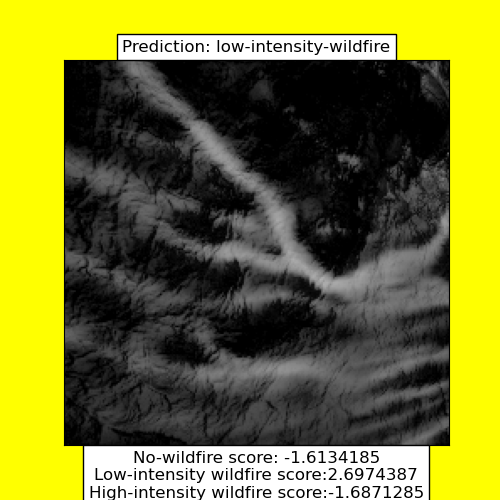 Prediction: low-intensity-wildfire
No-wildfire score: -1.6134185
Low-intensity wildfire score:2.6974387
High-intensity wildfire score:-1.6871285